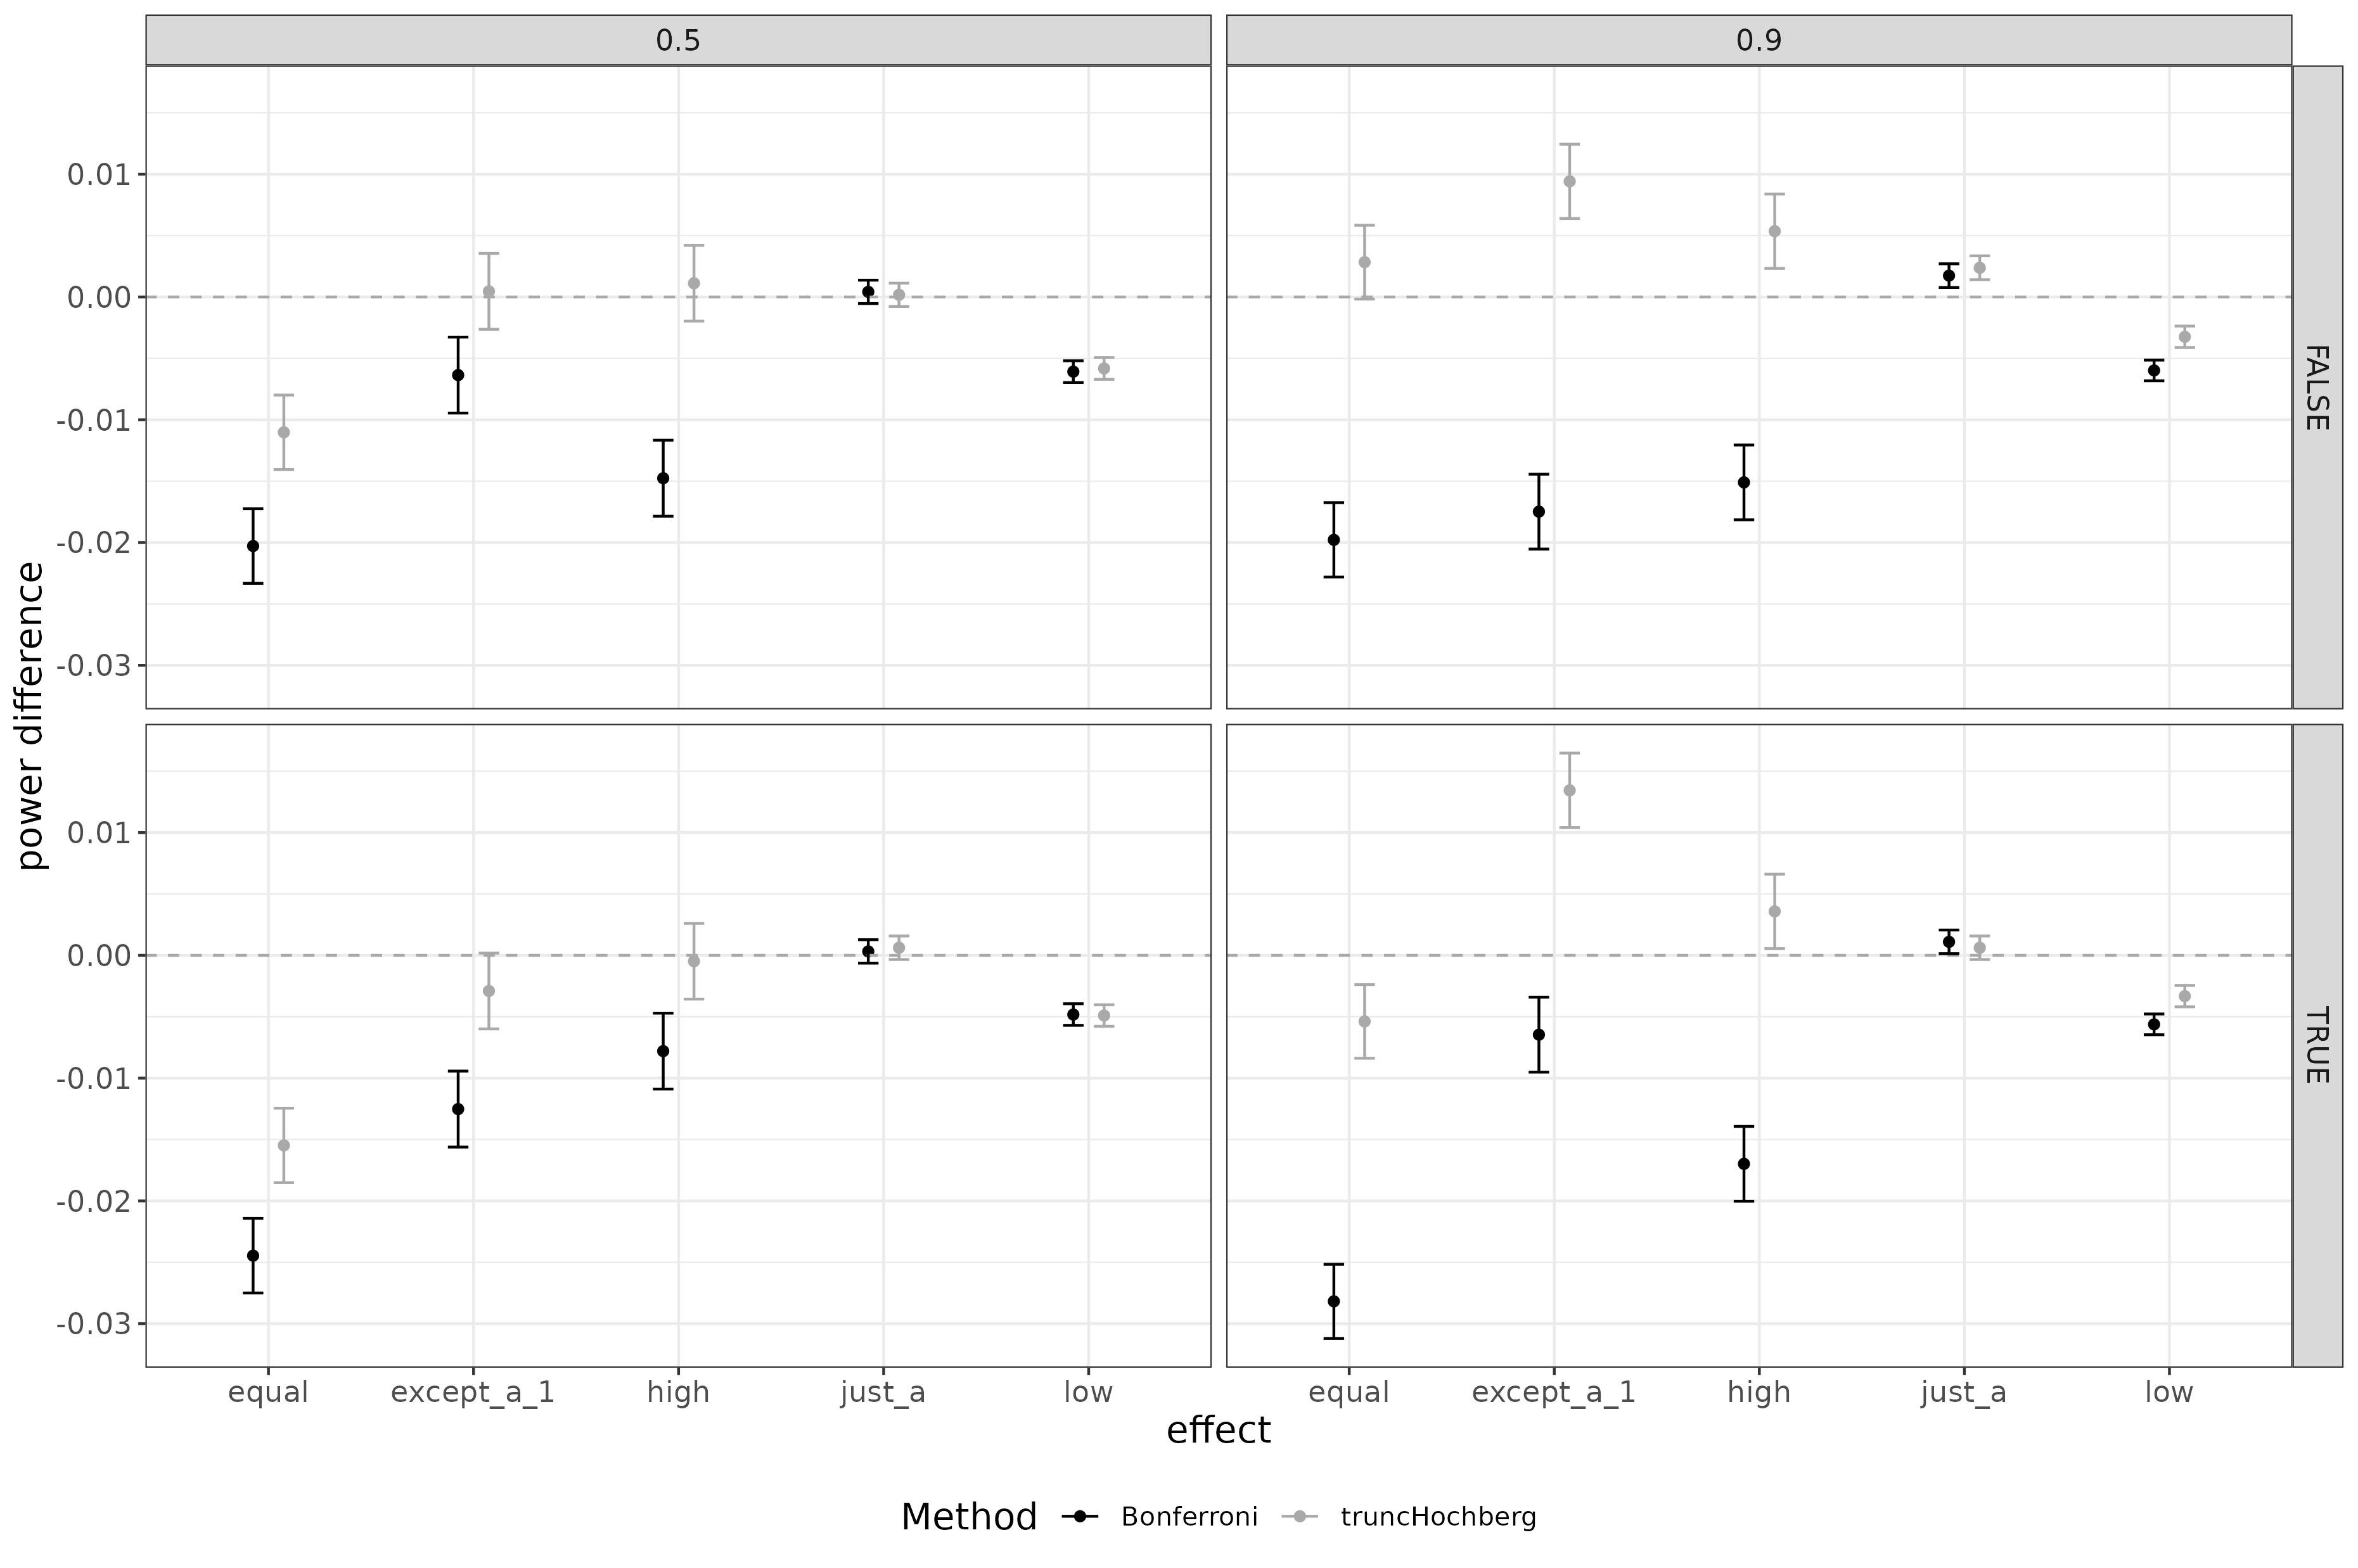 0.5 0.9
0.01
0.00
-0.01
-0.02
-0.03
FALSE
power difference
0.01
0.00
-0.01
-0.02
-0.03
TRUE
equal except_a_1 high just_a low equal except_a_1 high just_a low
effect
Method Bonferroni truncHochberg